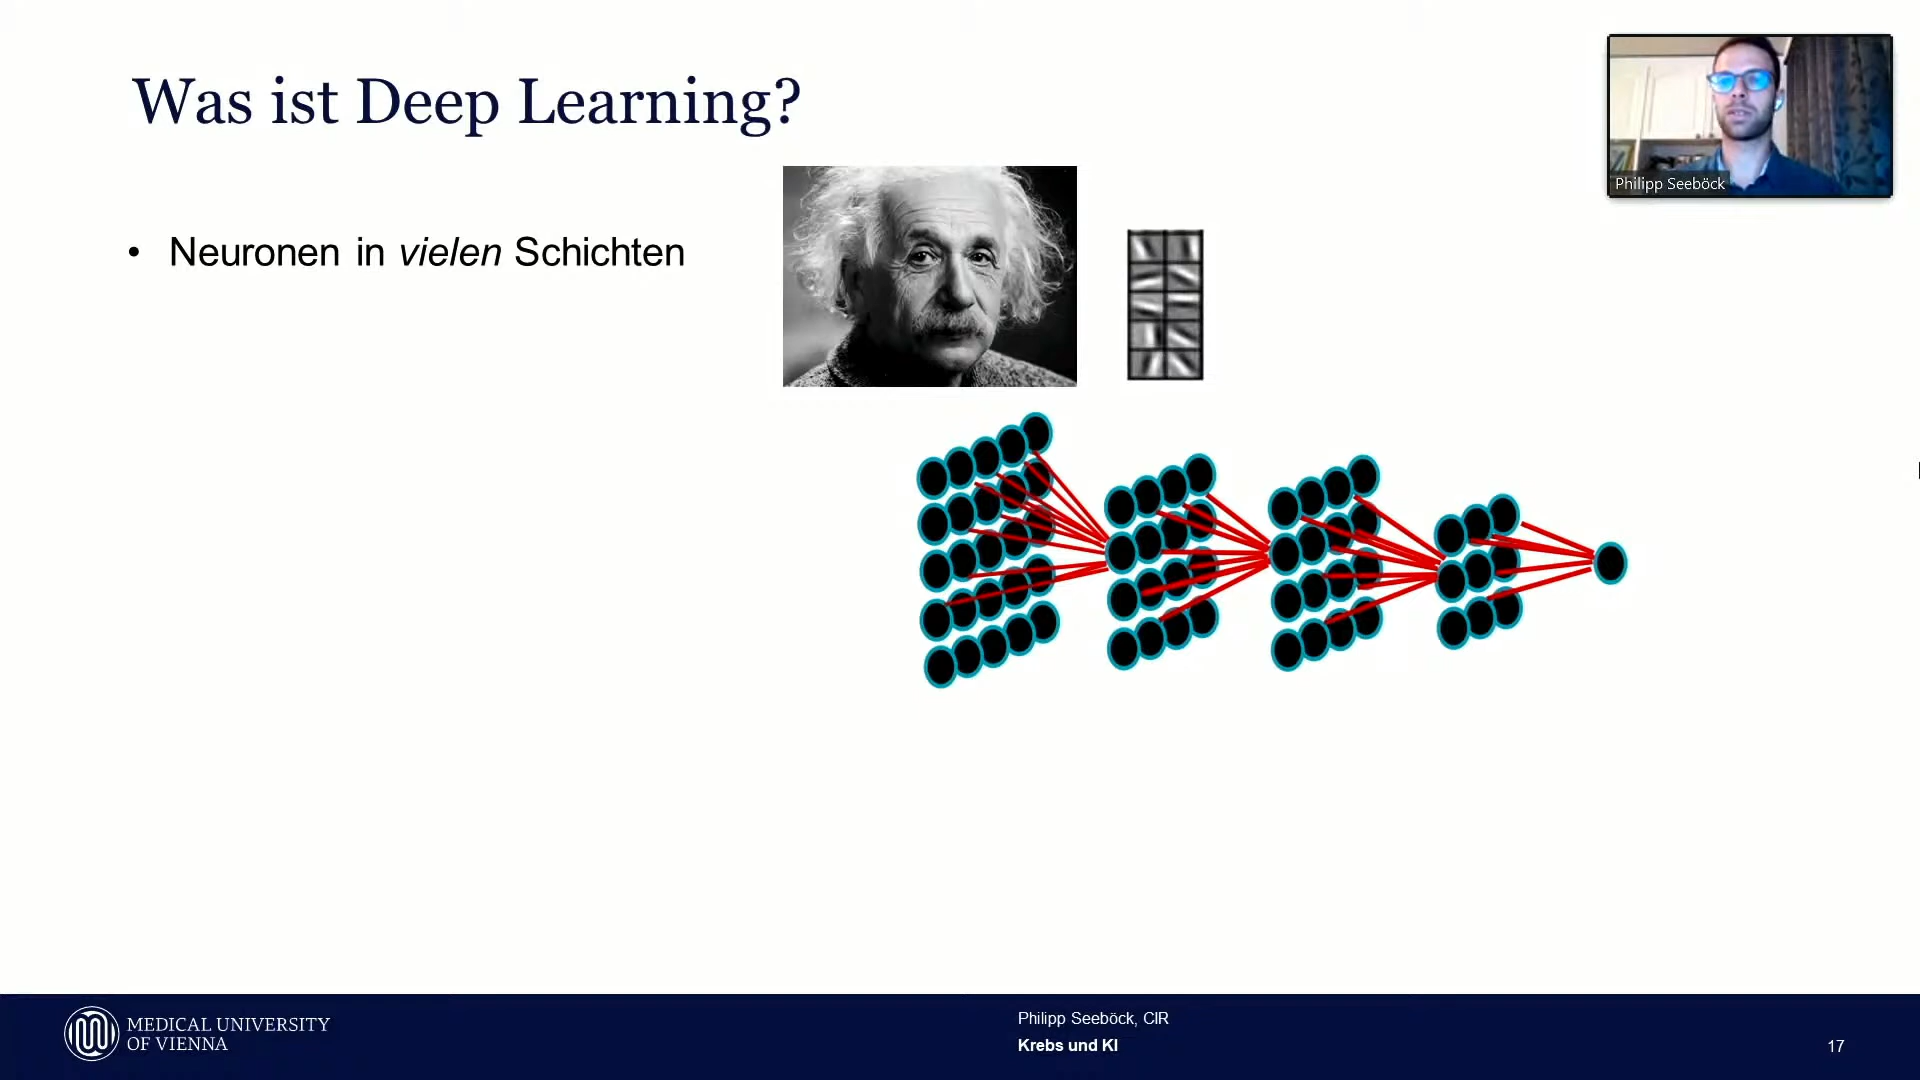 Was ist Deep Learning?
Philipp Seeböck
• Neuronen in vielen Schichten
MEDICAL UNIVERSITY
OF VIENNA
Philipp Seeböck, CIR
Krebs und KI
17